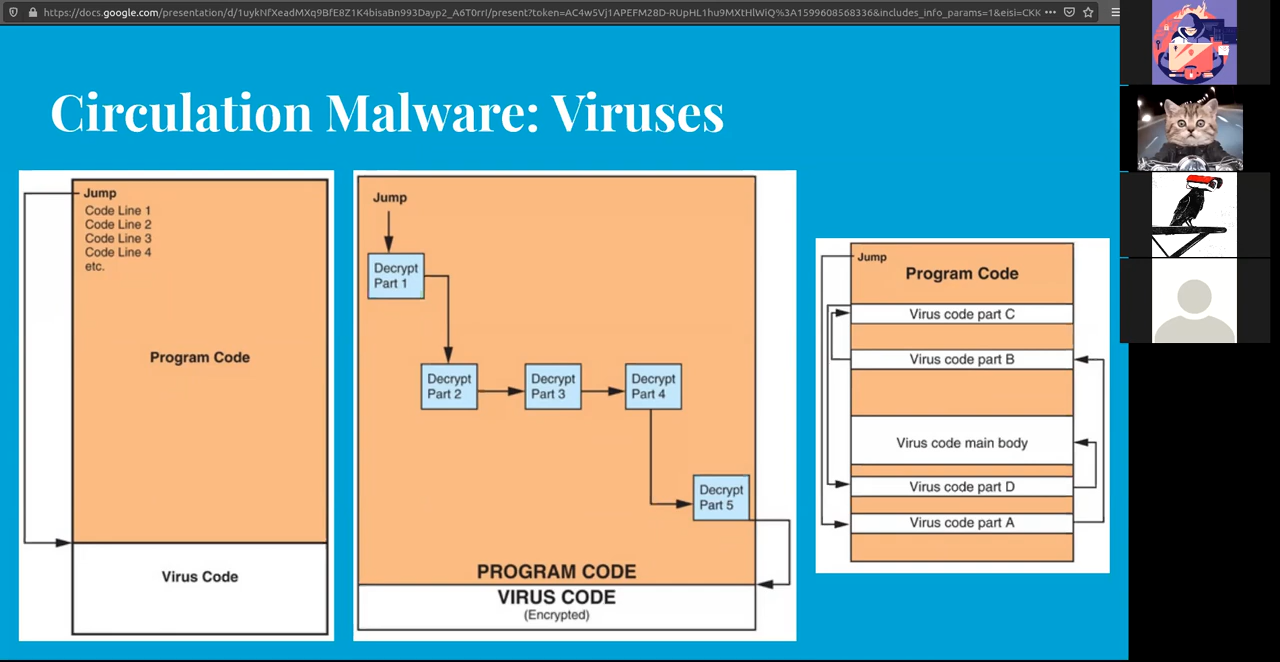 https://docs.google.com/presentation/d/1uykNfXeadMXq9BfE8Z1K4bisaBn993Dayp2_A6T0rrI/present?token=AC4w5Vj1APEFM28D-RUpHL1hu9MXtHlWiQ%3A1599608568336&includes_info_params=1&eisi=CKK
Circulation Malware: Viruses
Jump
Code Line 1
Code Line 2
Code Line 3
Code Line 4
etc.
Program Code
Virus Code
Jump
Decrypt
Part 1
Decrypt
Part 2
Decrypt
Part 3
Decrypt
Part 4
Decrypt
Part 5
PROGRAM CODE
VIRUS CODE
(Encrypted)
Jump
Program Code
Virus code part C
Virus code part B
Virus code main body
Virus code part D
Virus code part A